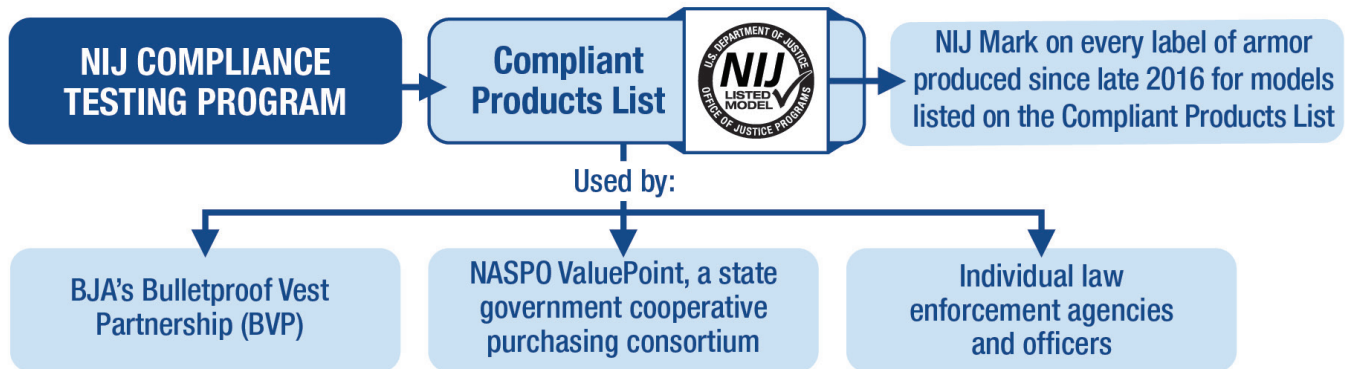 NIJ COMPLIANCE
TESTING PROGRAM
Compliant
Products List
U.S. DEPARTMENT OF JUSTICE
NIJ
LISTED
MODEL
OFFICE OF JUSTICE PROGRAMS
NIJ Mark on every label of armor
produced since late 2016 for models
listed on the Compliant Products List
Used by:
BJA's Bulletproof Vest
Partnership (BVP)
NASPO ValuePoint, a state
government cooperative
purchasing consortium
Individual law
enforcement agencies
and officers